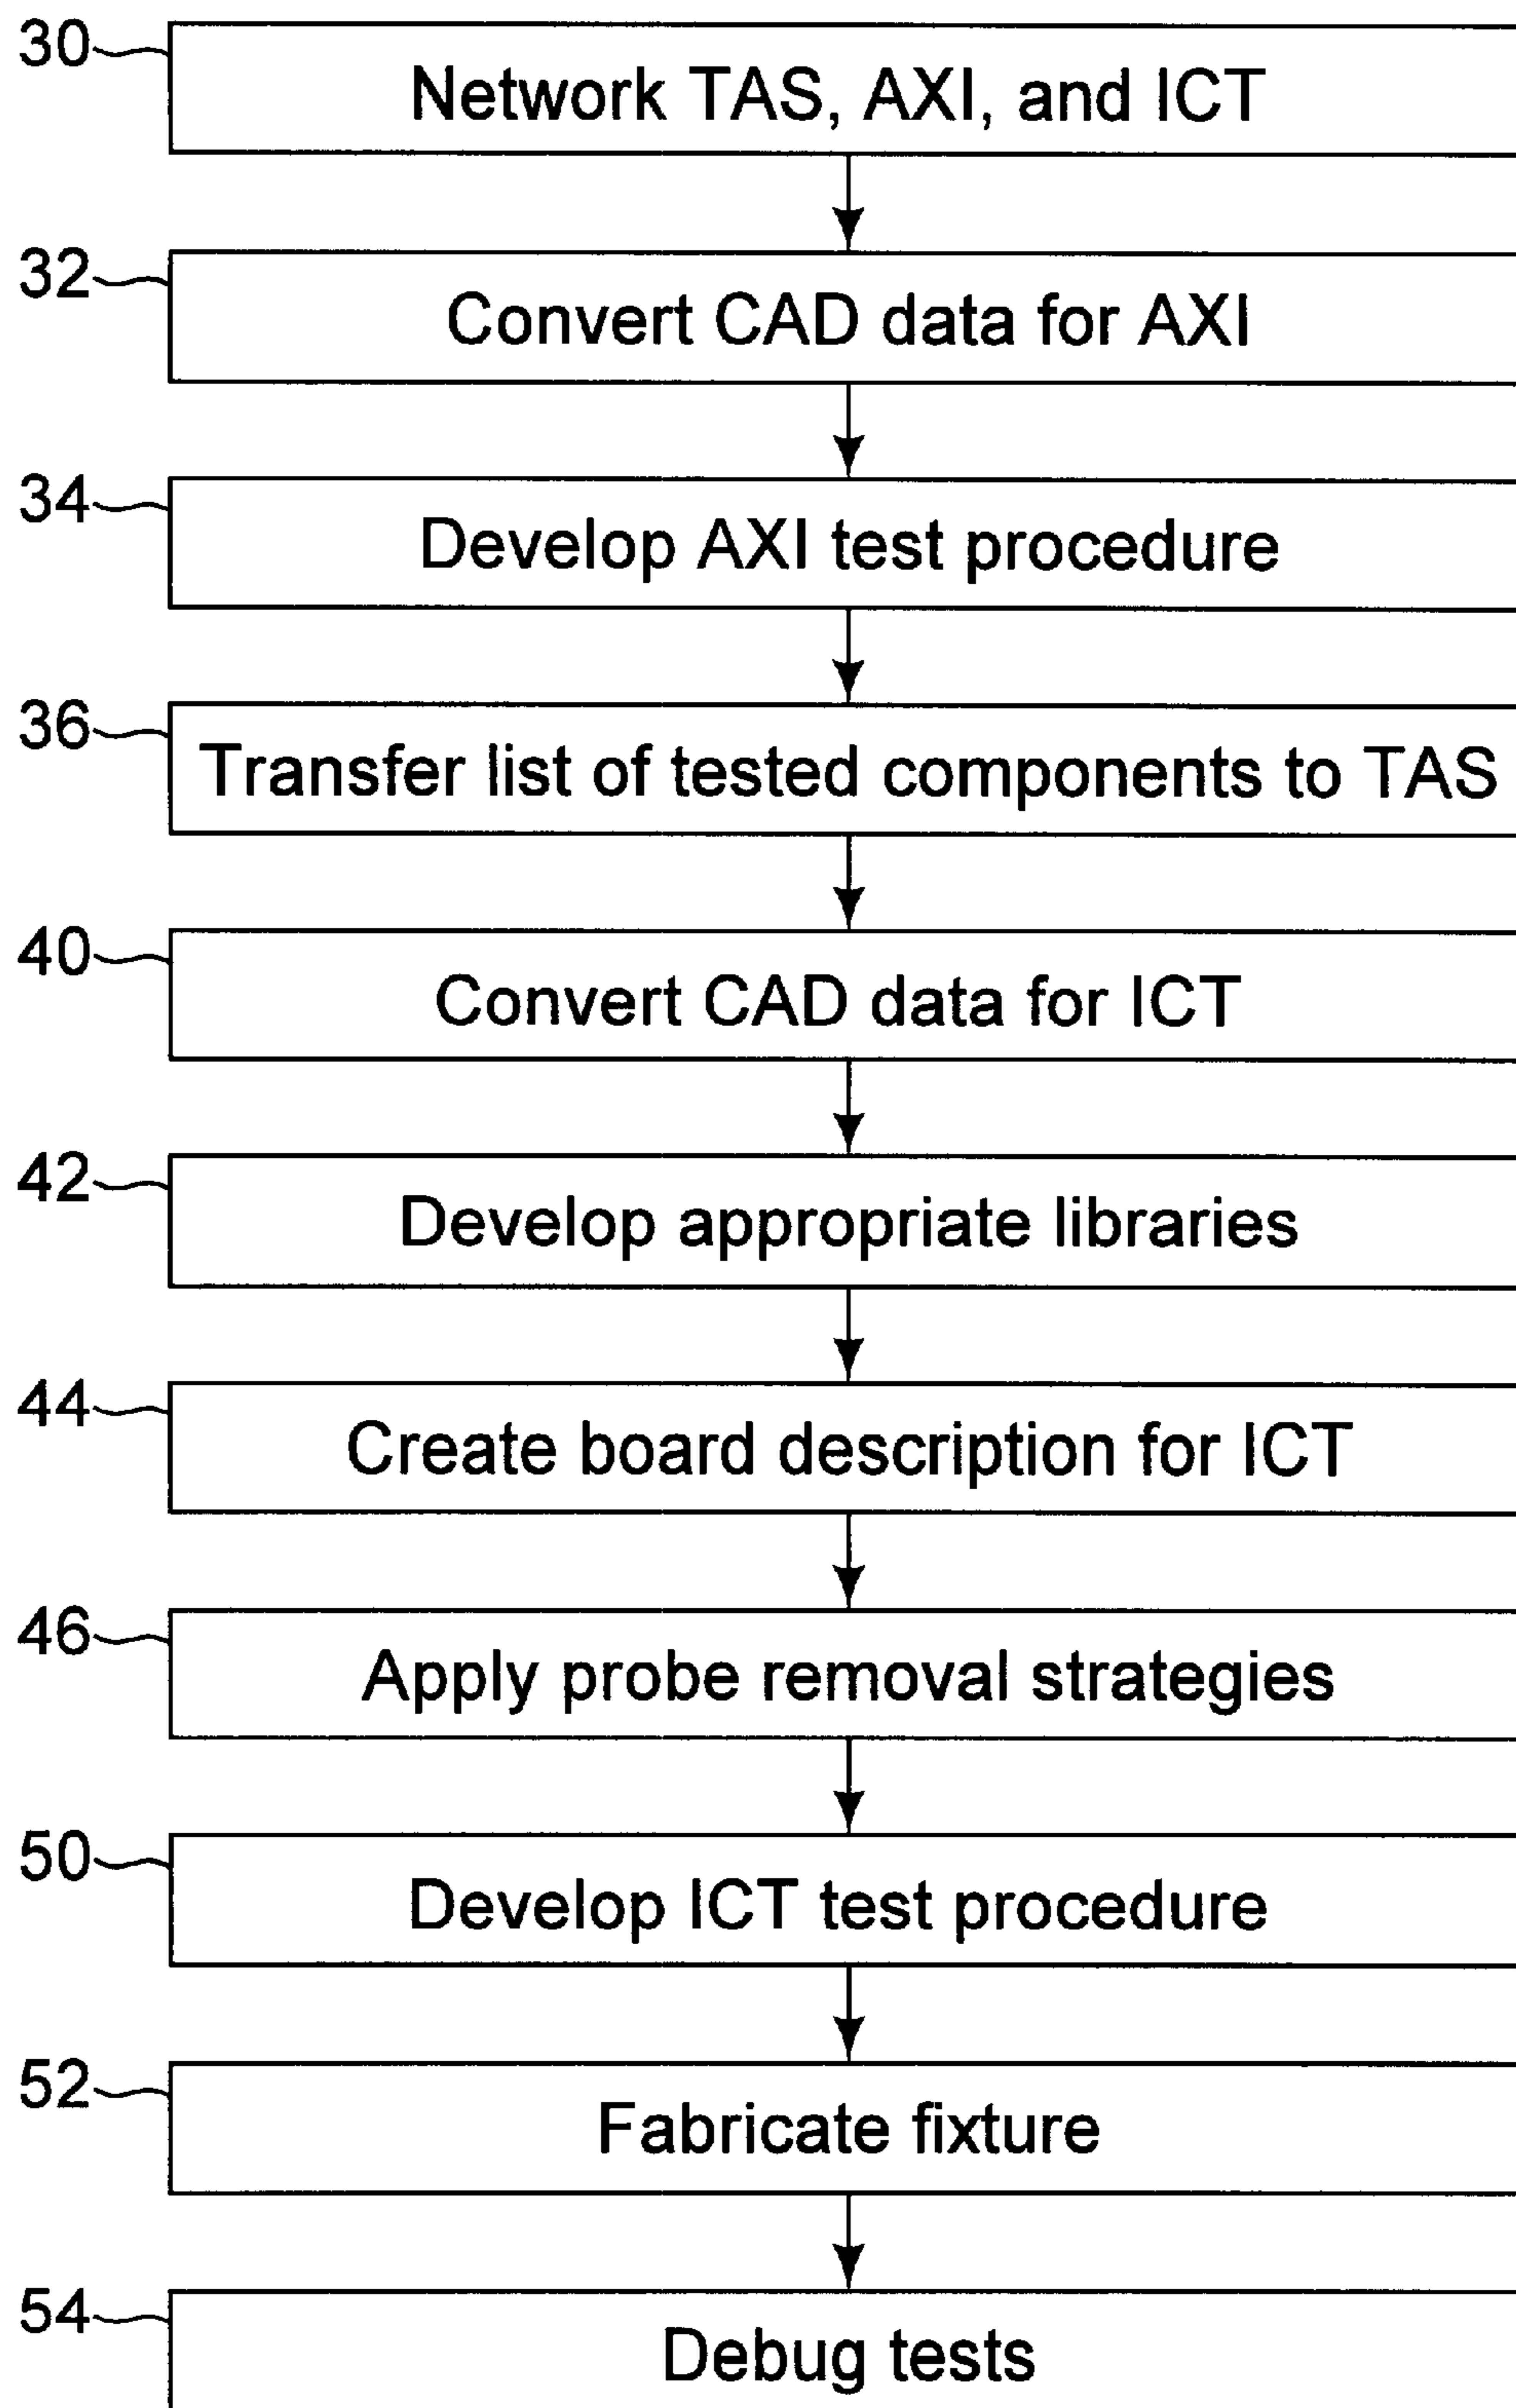 30 Network TAS, AXI, and ICT
32 Convert CAD data for AXI
34 Develop AXI test procedure
36 Transfer list of tested components to TAS
40 Convert CAD data for ICT
42 Develop appropriate libraries
44 Create board description for ICT
46 Apply probe removal strategies
50 Develop ICT test procedure
52 Fabricate fixture
54 Debug tests